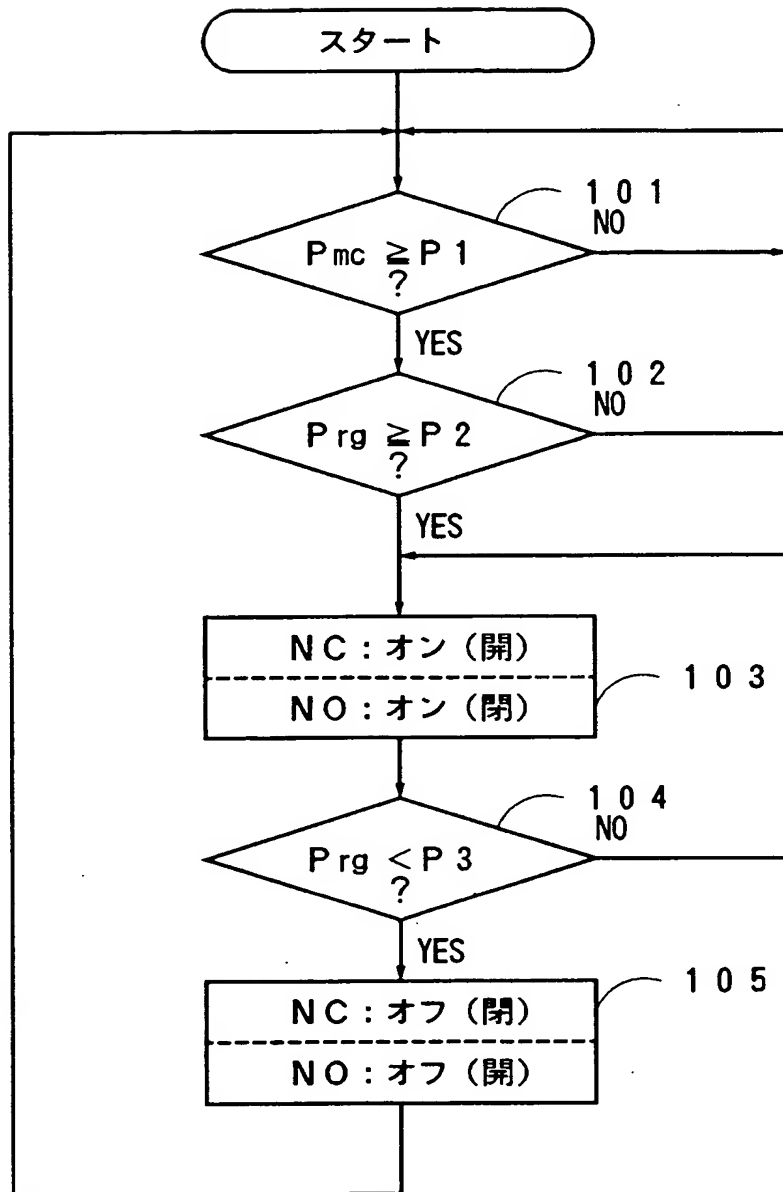 スタート
101
NO
Pmc ≧ P1
?
YES
102
NO
Prg ≧ P2
?
YES
NC:オン(開)
NO:オン(閉)
103
104
NO
Prg < P3
?
YES
105
NC:オフ(閉)
NO:オフ(開)